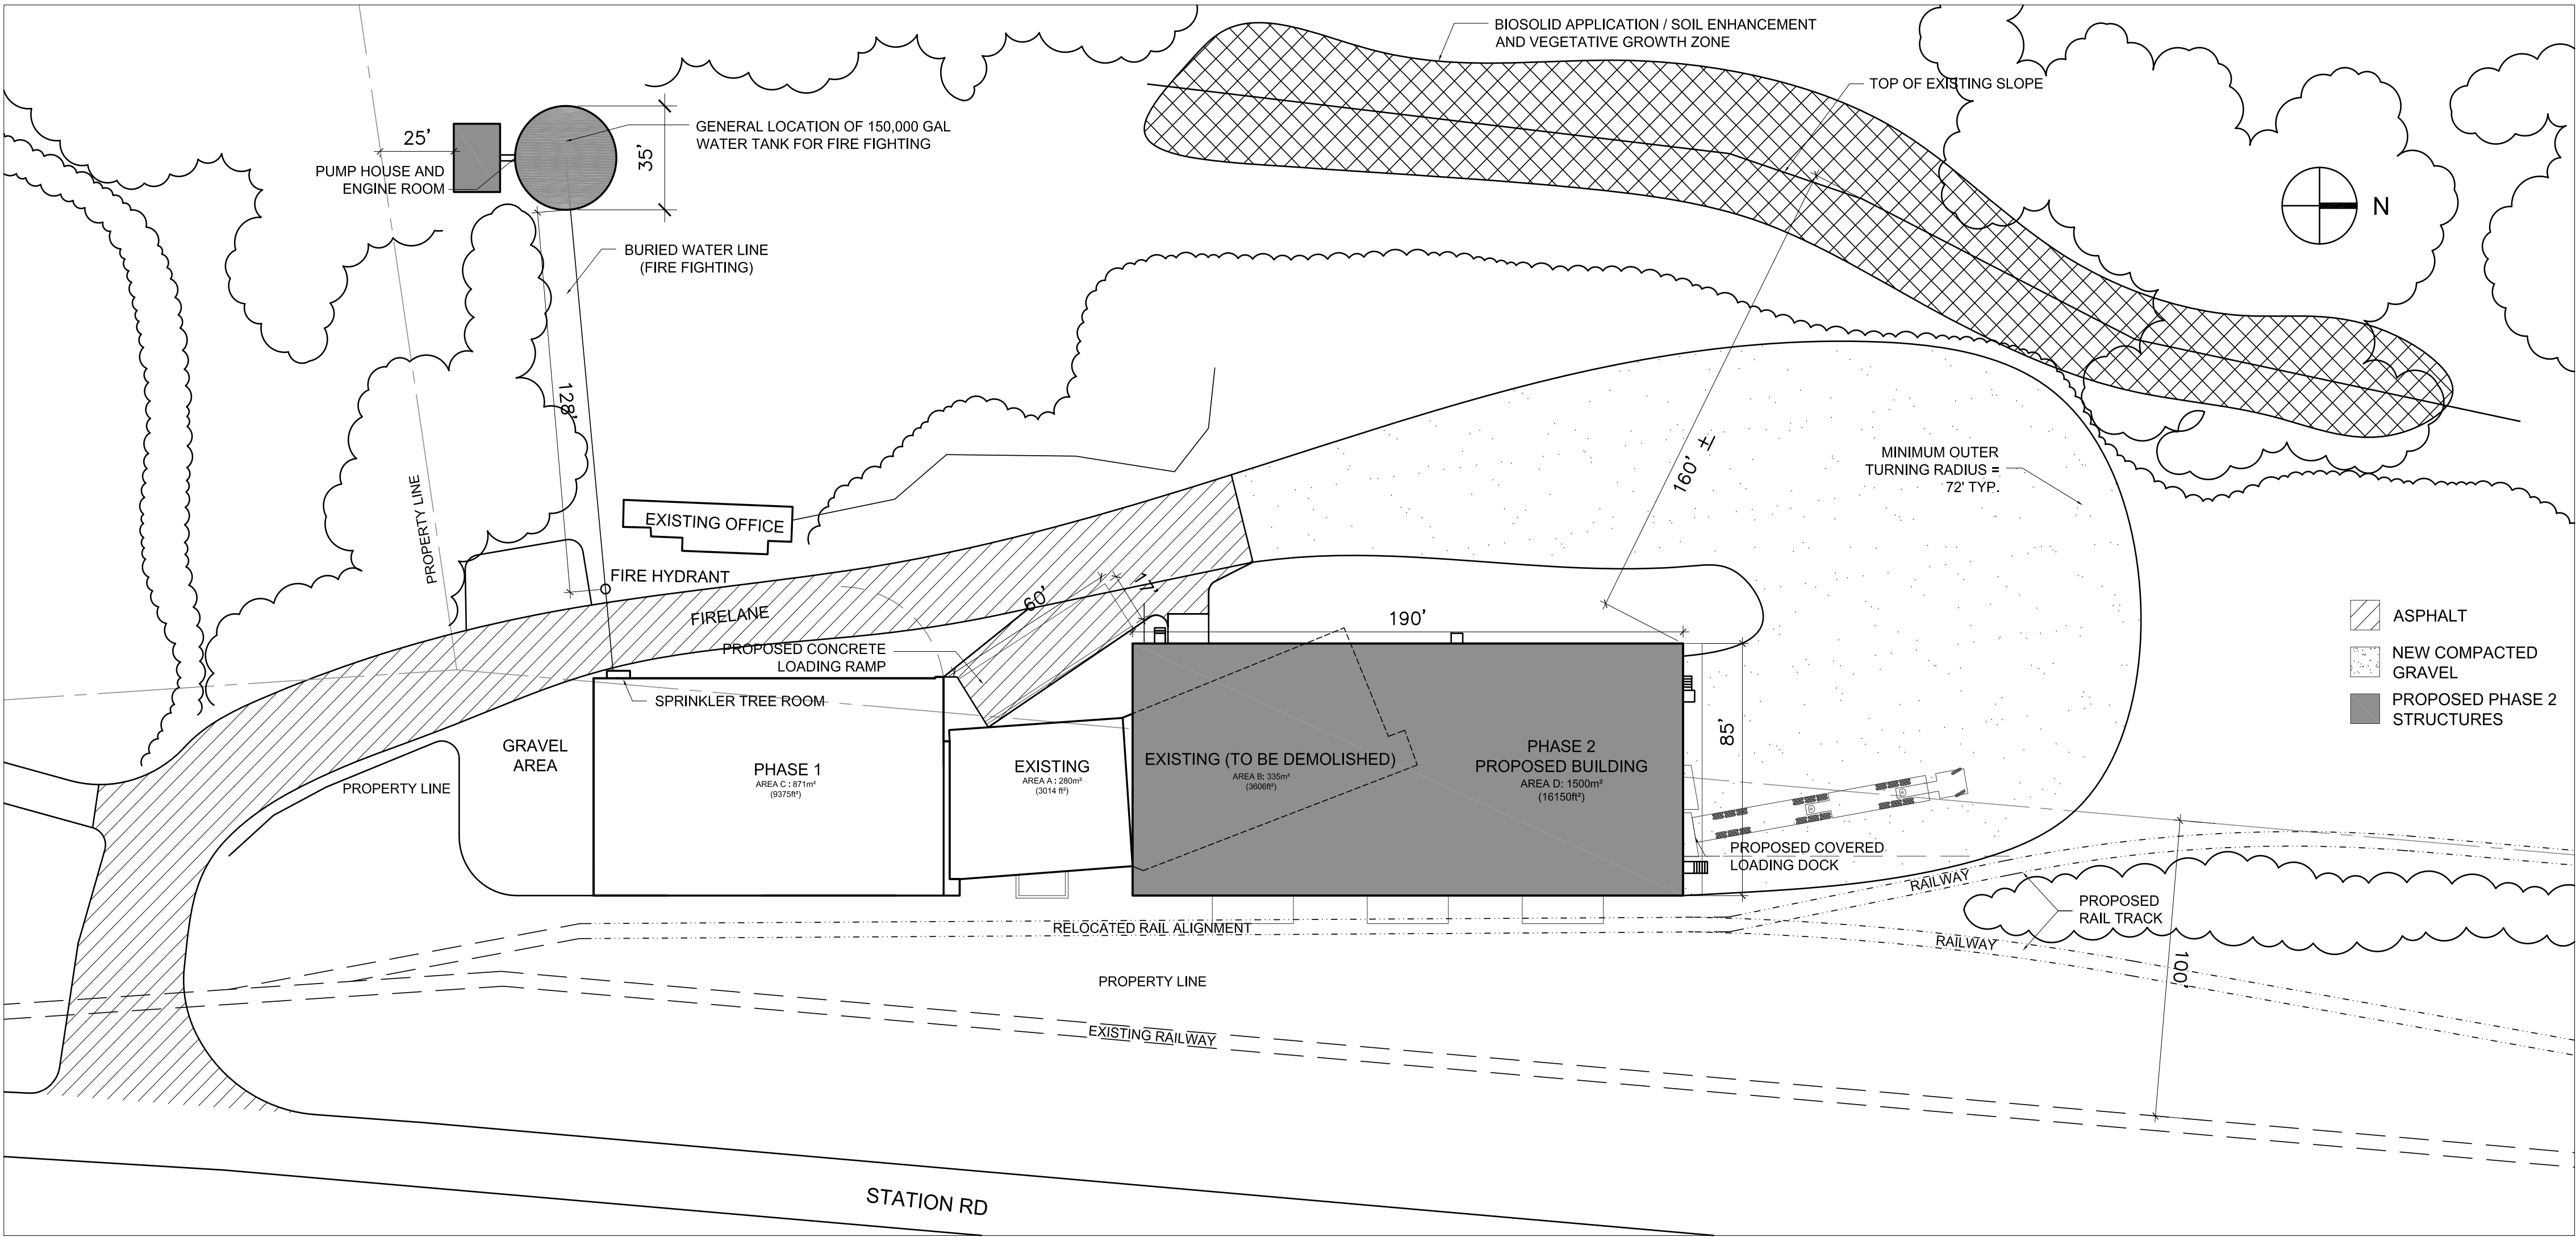 BIOSOLID APPLICATION / SOIL ENHANCEMENT
AND VEGETATIVE GROWTH ZONE
TOP OF EXISTING SLOPE
25'
35'
GENERAL LOCATION OF 150,000 GAL
WATER TANK FOR FIRE FIGHTING
PUMP HOUSE AND
ENGINE ROOM
N
BURIED WATER LINE
(FIRE FIGHTING)
128'
160' ±
MINIMUM OUTER
TURNING RADIUS =
72' TYP.
PROPERTY LINE
EXISTING OFFICE
FIRE HYDRANT
FIRELANE
60'
17'
190'
ASPHALT
NEW COMPACTED
GRAVEL
PROPOSED PHASE 2
STRUCTURES
PROPOSED CONCRETE
LOADING RAMP
SPRINKLER TREE ROOM
GRAVEL
AREA
PROPERTY LINE
PHASE 1
AREA C : 871m²
(9375ft²)
EXISTING
AREA A : 280m²
(3014 ft²)
EXISTING (TO BE DEMOLISHED)
AREA B: 335m²
(3606ft²)
PHASE 2
PROPOSED BUILDING
AREA D: 1500m²
(16150ft²)
85'
PROPOSED COVERED
LOADING DOCK
RAILWAY
PROPOSED
RAIL TRACK
RELOCATED RAIL ALIGNMENT
RAILWAY
100'
PROPERTY LINE
EXISTING RAILWAY
STATION RD